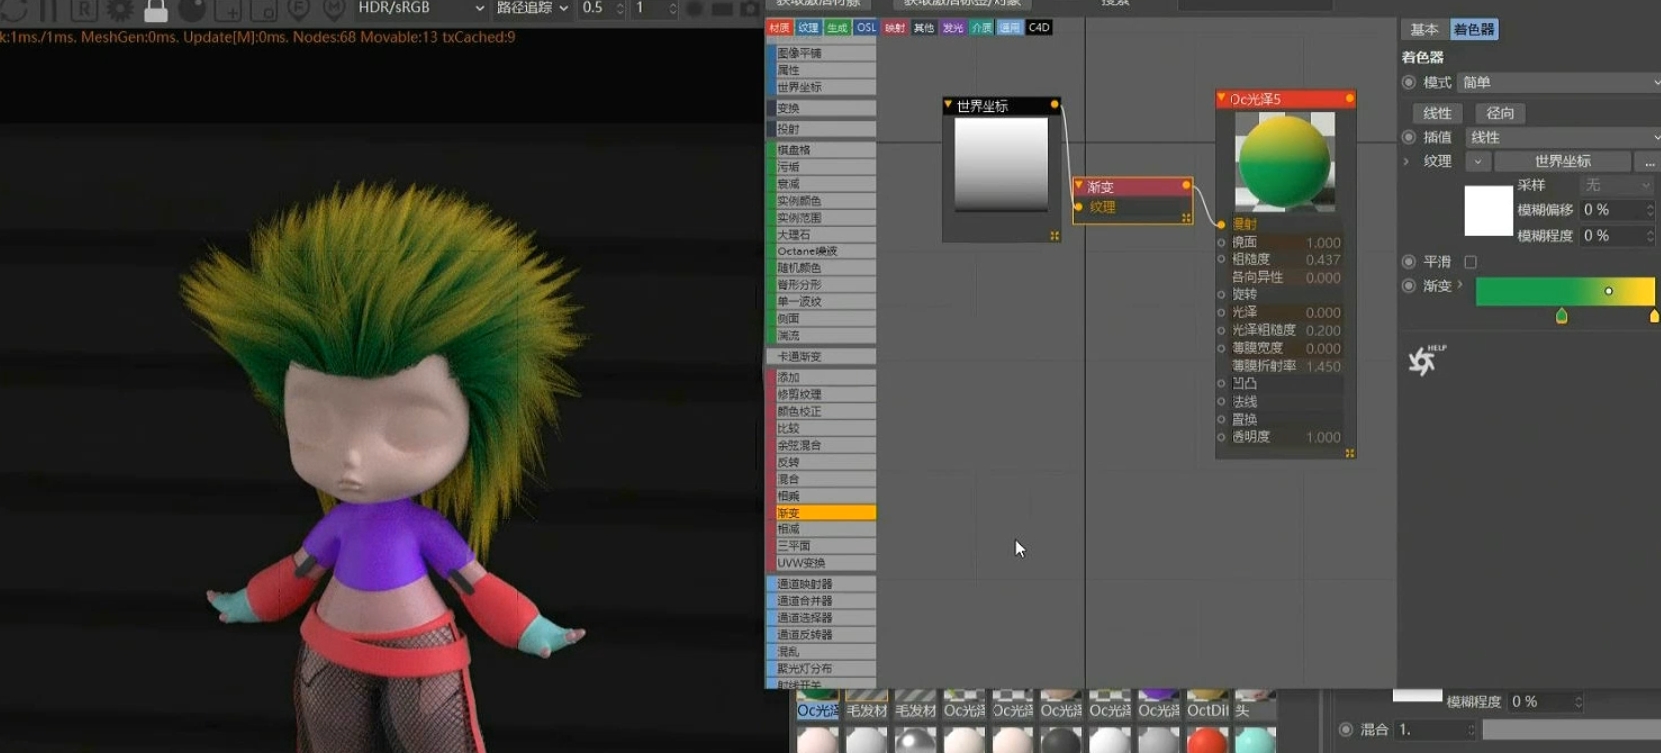 HDR/sRGB
路径追踪
0.5
1
k:1ms./1ms. MeshGen:0ms. Update[M]:0ms. Nodes:68 Movable:13 txCached:9
搜索
材质 纹理 生成 OSL 映射 其他 发光 介质 通用 C4D
图像平铺
属性
世界坐标
变换
投射
棋盘格
污垢
衰减
实例颜色
实例范围
大理石
Octane噪波
随机颜色
脊形分形
单一波纹
侧面
湍流
卡通渐变
添加
修剪纹理
颜色校正
比较
余弦混合
反转
混合
相乘
渐变
相减
三平面
UVW变换
通道映射器
通道合并器
通道选择器
通道反转器
混乱
聚光灯分布
射线开关
世界坐标
渐变
纹理
Oc光泽5
漫射
镜面 1.000
粗糙度 0.437
各向异性 0.000
旋转
光泽 0.000
光泽粗糙度 0.200
薄膜宽度 0.000
薄膜折射率 1.450
凹凸
法线
置换
透明度 1.000
基本 着色器
着色器
模式 简单
线性 径向
插值 线性
纹理 世界坐标 ...
采样 无
模糊偏移 0 %
模糊程度 0 %
平滑
渐变
HELP
Oc光泽 毛发材 毛发材 Oc光泽 Oc光泽 Oc光泽 Oc光泽 Oc光泽 OctDif 头
模糊程度 0 %
混合 1.